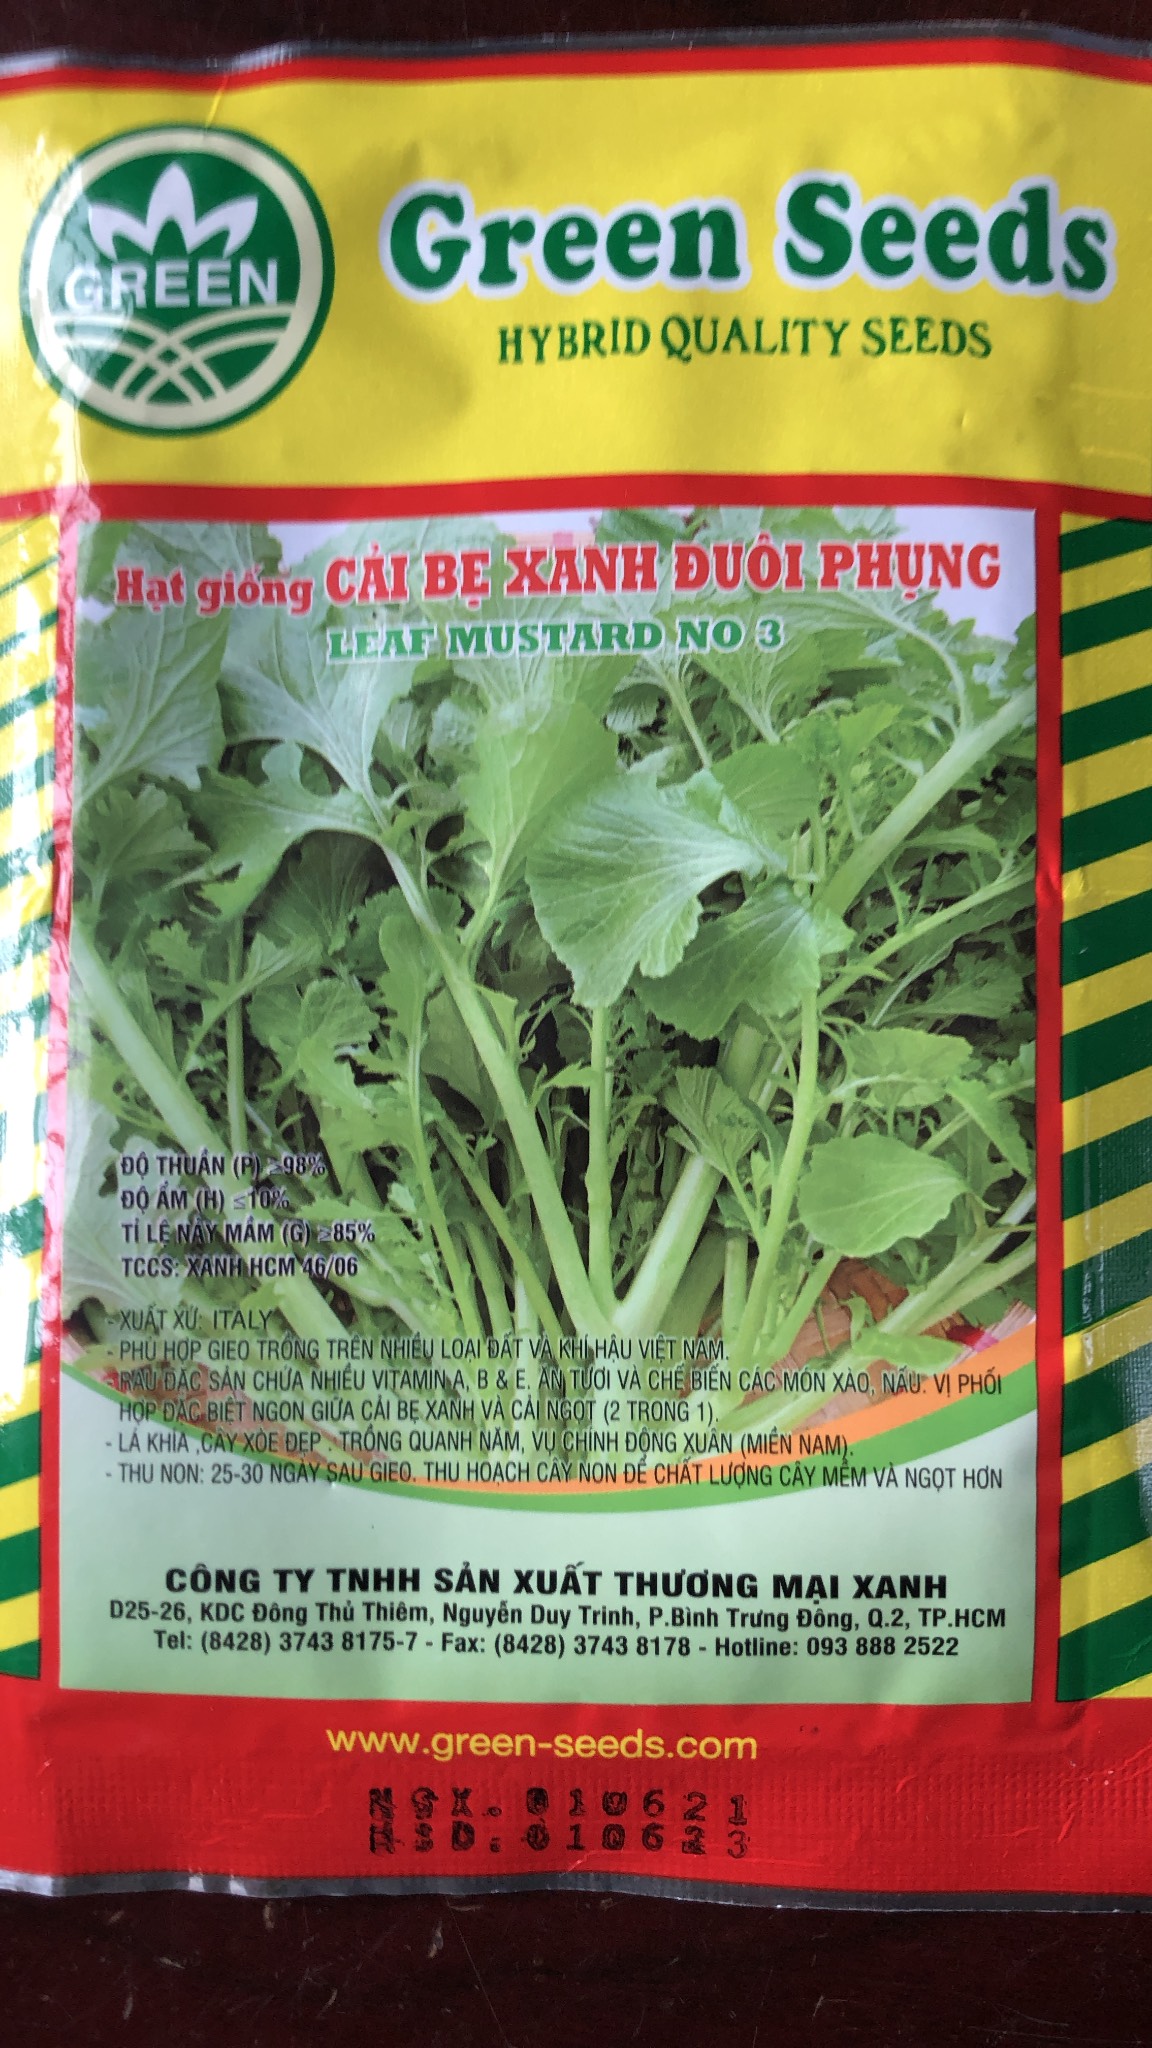 GREEN
Green Seeds
HYBRID QUALITY SEEDS
Hạt giống CẢI BẸ XANH ĐUÔI PHỤNG
LEAF MUSTARD NO 3
ĐỘ THUẦN (P) ≥98%
ĐỘ ẨM (H) ≤10%
TỈ LỆ NẢY MẦM (G) ≥85%
TCCS: XANH HCM 46/06
- XUẤT XỨ: ITALY
- PHÙ HỢP GIEO TRỒNG TRÊN NHIỀU LOẠI ĐẤT VÀ KHÍ HẬU VIỆT NAM.
- RAU ĐẶC SẢN CHỨA NHIỀU VITAMIN A, B & E. ĂN TƯƠI VÀ CHẾ BIẾN CÁC MÓN XÀO, NẤU: VỊ PHỐI
HỢP ĐẶC BIỆT NGON GIỮA CẢI BẸ XANH VÀ CẢI NGỌT (2 TRONG 1).
- LÁ KHÍA ,CÂY XÒE ĐẸP . TRỒNG QUANH NĂM, VỤ CHÍNH ĐÔNG XUÂN (MIỀN NAM).
- THU NON: 25-30 NGÀY SAU GIEO. THU HOẠCH CÂY NON ĐỂ CHẤT LƯỢNG CÂY MỀM VÀ NGỌT HƠN
CÔNG TY TNHH SẢN XUẤT THƯƠNG MẠI XANH
D25-26, KDC Đông Thủ Thiêm, Nguyễn Duy Trinh, P.Bình Trưng Đông, Q.2, TP.HCM
Tel: (8428) 3743 8175-7 - Fax: (8428) 3743 8178 - Hotline: 093 888 2522
www.green-seeds.com
NSX. 010621
HSD. 010623